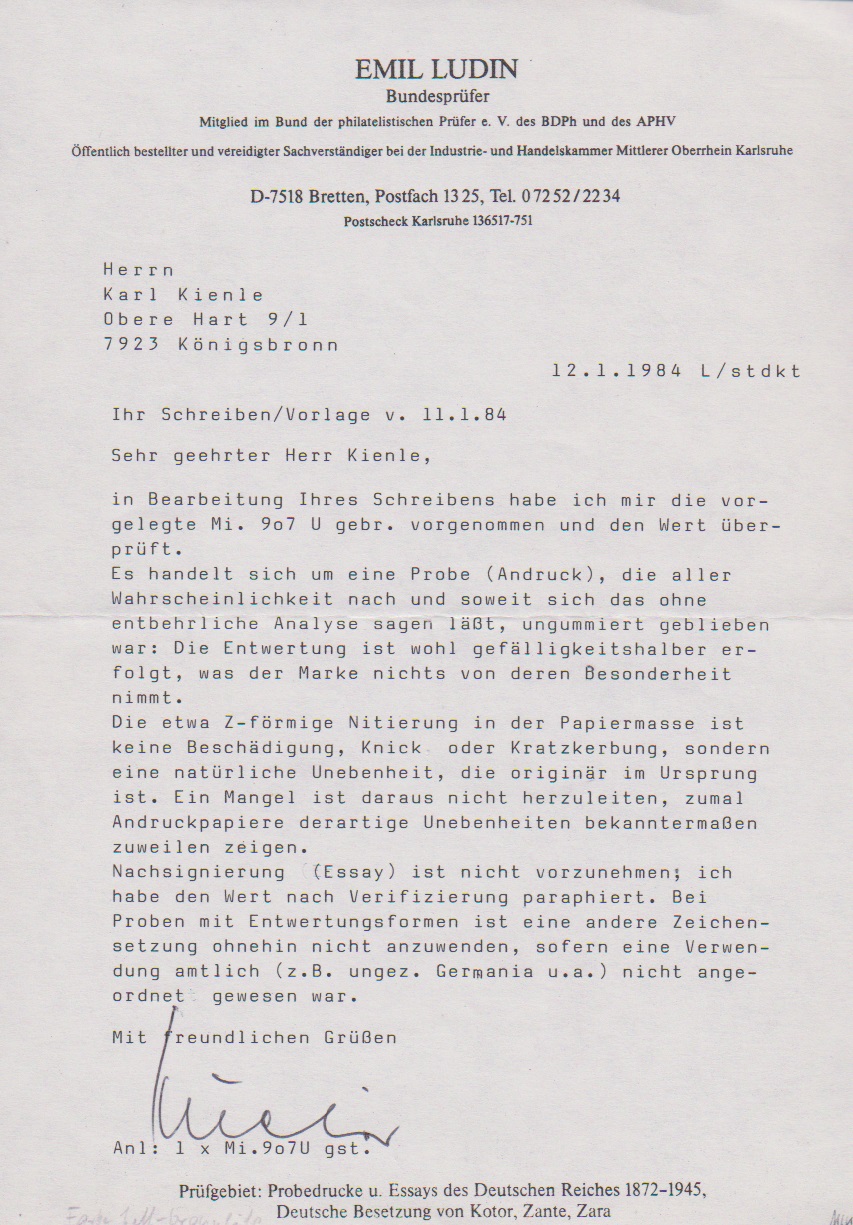 EMIL LUDIN
Bundesprüfer
Mitglied im Bund der philatelistischen Prüfer e. V. des BDPh und des APHV
Öffentlich bestellter und vereidigter Sachverständiger bei der Industrie- und Handelskammer Mittlerer Oberrhein Karlsruhe
D-7518 Bretten, Postfach 13 25, Tel. 0 72 52 / 22 34
Postscheck Karlsruhe 136517-751
Herrn
Karl Kienle
Obere Hart 9/1
7923 Königsbronn
12.1.1984 L/stdkt
Ihr Schreiben/Vorlage v. 11.1.84
Sehr geehrter Herr Kienle,
in Bearbeitung Ihres Schreibens habe ich mir die vor-
gelegte Mi. 9o7 U gebr. vorgenommen und den Wert über-
prüft.
Es handelt sich um eine Probe (Andruck), die aller
Wahrscheinlichkeit nach und soweit sich das ohne
entbehrliche Analyse sagen läßt, ungummiert geblieben
war: Die Entwertung ist wohl gefälligkeitshalber er-
folgt, was der Marke nichts von deren Besonderheit
nimmt.
Die etwa Z-förmige Nitierung in der Papiermasse ist
keine Beschädigung, Knick oder Kratzkerbung, sondern
eine natürliche Unebenheit, die originär im Ursprung
ist. Ein Mangel ist daraus nicht herzuleiten, zumal
Andruckpapiere derartige Unebenheiten bekanntermaßen
zuweilen zeigen.
Nachsignierung (Essay) ist nicht vorzunehmen; ich
habe den Wert nach Verifizierung paraphiert. Bei
Proben mit Entwertungsformen ist eine andere Zeichen-
setzung ohnehin nicht anzuwenden, sofern eine Verwen-
dung amtlich (z.B. ungez. Germania u.a.) nicht ange-
ordnet gewesen war.
Mit freundlichen Grüßen
Anl: 1 x Mi.9o7U gst.
Prüfgebiet: Probedrucke u. Essays des Deutschen Reiches 1872-1945,
Deutsche Besetzung von Kotor, Zante, Zara